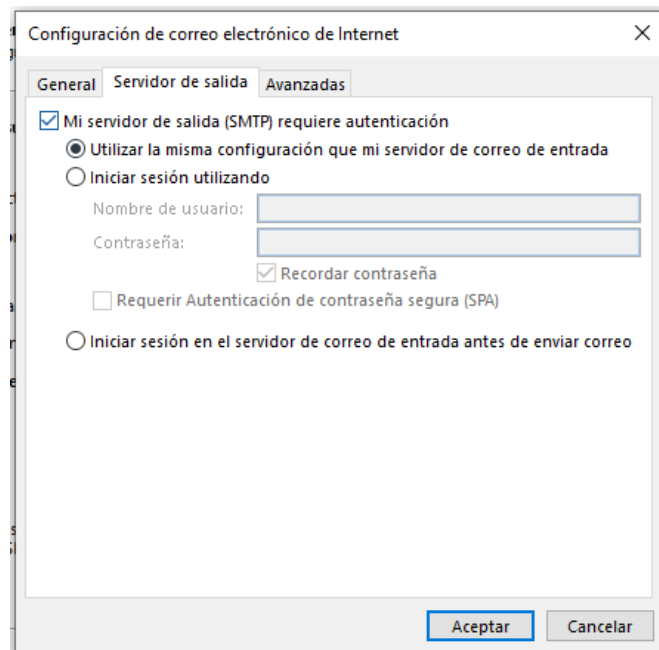 Configuración de correo electrónico de Internet
General Servidor de salida Avanzadas
Mi servidor de salida (SMTP) requiere autenticación
Utilizar la misma configuración que mi servidor de correo de entrada
Iniciar sesión utilizando
Nombre de usuario:
Contraseña:
Recordar contraseña
Requerir Autenticación de contraseña segura (SPA)
Iniciar sesión en el servidor de correo de entrada antes de enviar correo
Aceptar Cancelar